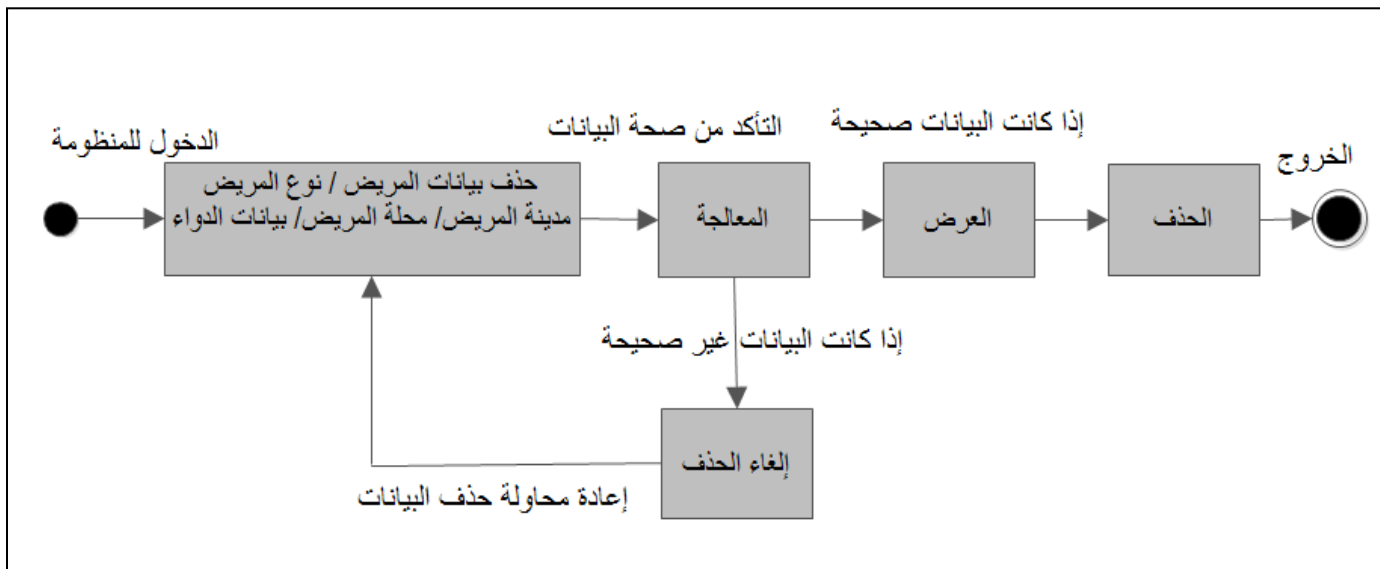 الدخول للمنظومة
حذف بيانات المريض / نوع المريض
مدينة المريض/ محلة المريض/ بيانات الدواء
التأكد من صحة البيانات
المعالجة
إذا كانت البيانات صحيحة
العرض
الحذف
الخروج
إذا كانت البيانات غير صحيحة
إلغاء الحذف
إعادة محاولة حذف البيانات